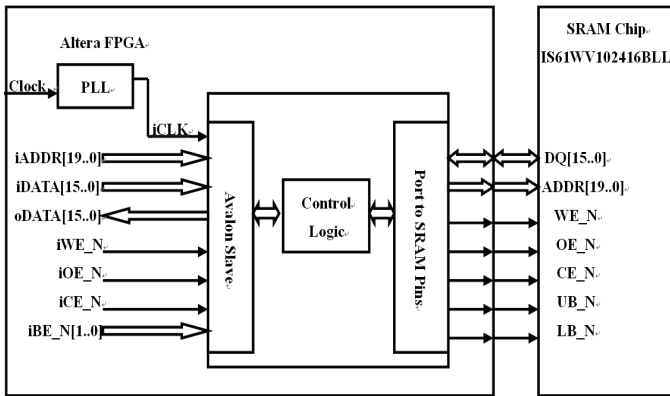 Altera FPGA
SRAM Chip
IS61WV102416BLL
Clock
PLL
iCLK
iADDR[19..0]
iDATA[15..0]
oDATA[15..0]
iWE_N
iOE_N
iCE_N
iBE_N[1..0]
Avalon Slave
Control
Logic
Port to SRAM Pins
DQ[15..0]
ADDR[19..0]
WE_N
OE_N
CE_N
UB_N
LB_N